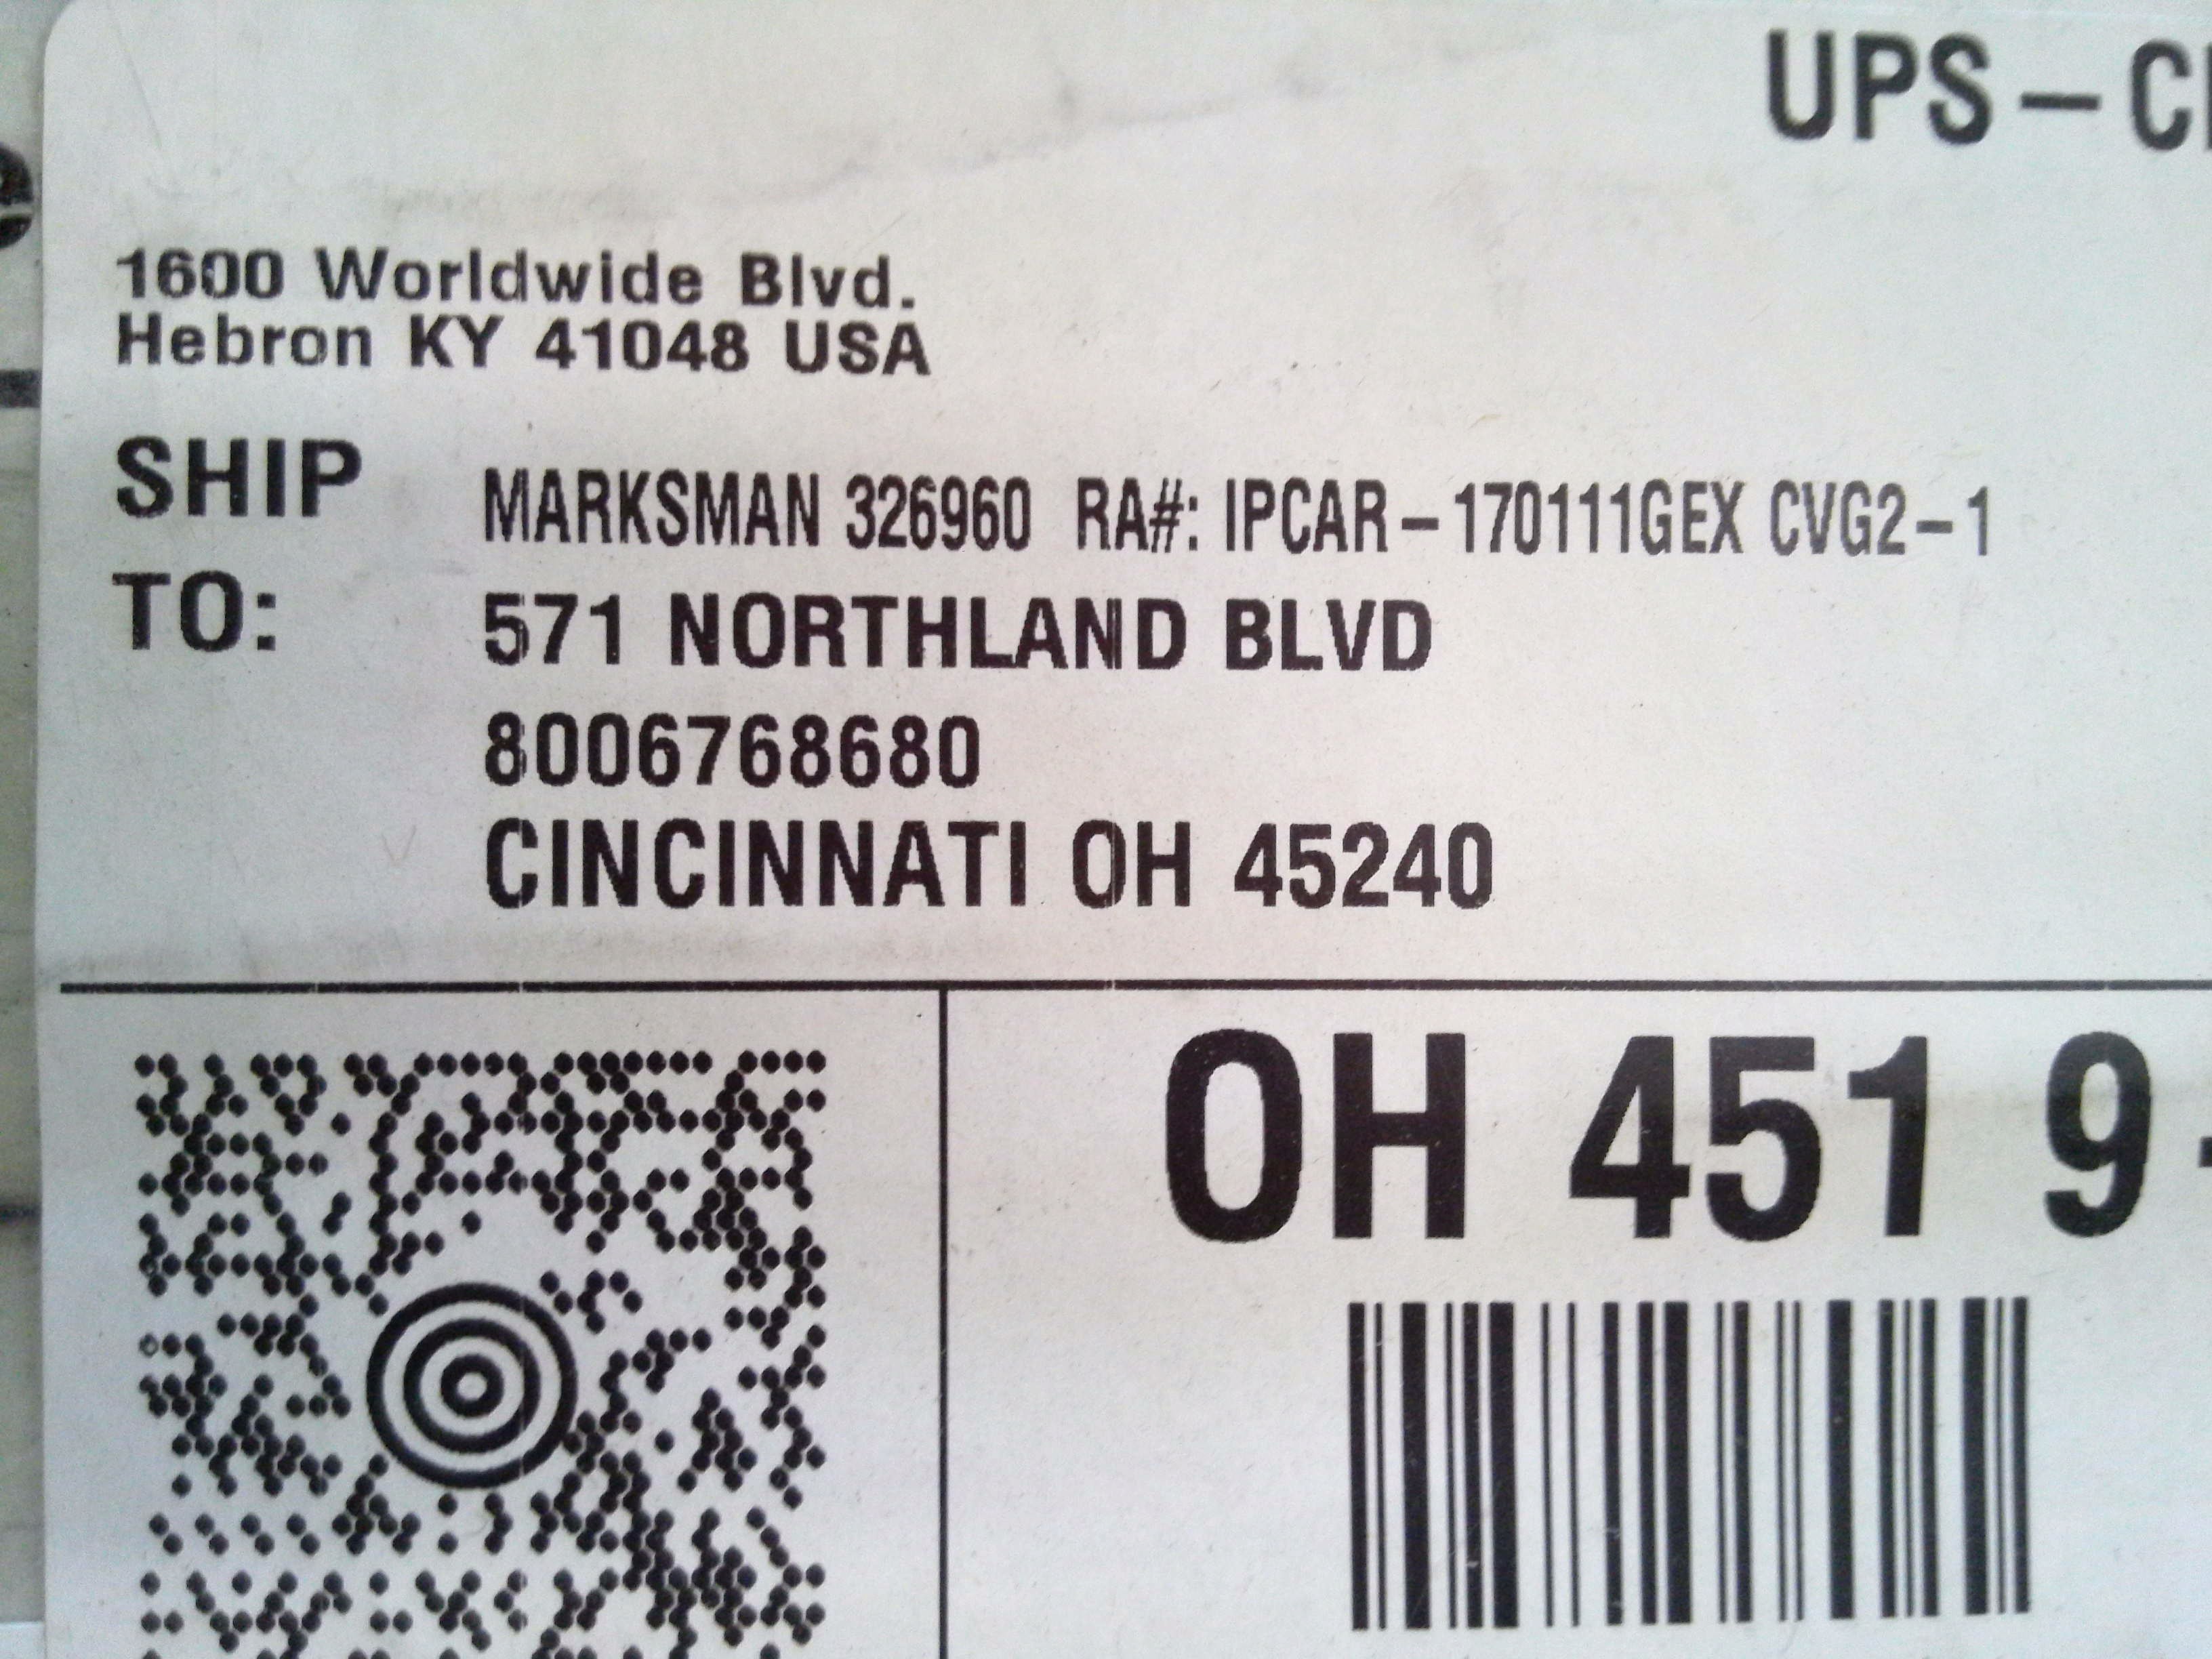 UPS-C
1600 Worldwide Blvd.
Hebron KY 41048 USA
SHIP TO:
MARKSMAN 326960 RA#: IPCAR-170111GEX CVG2-1
571 NORTHLAND BLVD
8006768680
CINCINNATI OH 45240
OH 451 9-